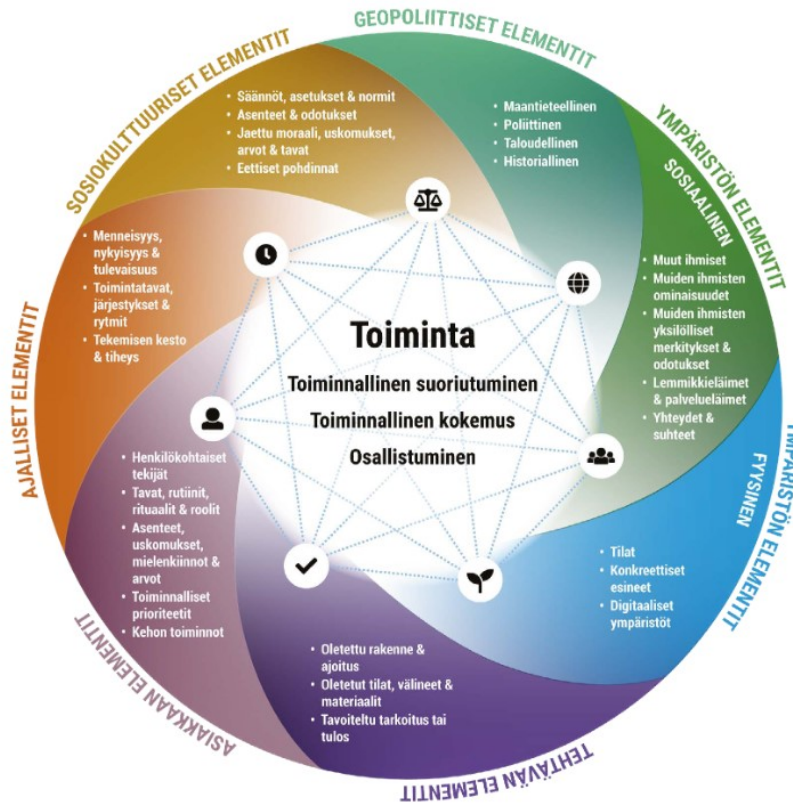 GEOPOLIITTISET ELEMENTIT
• Maantieteellinen
• Poliittinen
• Taloudellinen
• Historiallinen
YMPÄRISTÖN ELEMENTIT
SOSIAALINEN
• Muut ihmiset
• Muiden ihmisten
ominaisuudet
• Muiden ihmisten
yksilölliset
merkitykset &
odotukset
• Lemmikkieläimet
& palvelueläimet
• Yhteydet &
suhteet
YMPÄRISTÖN ELEMENTIT
FYYSINEN
• Tilat
• Konkreettiset
esineet
• Digitaaliset
ympäristöt
TEHTÄVÄN ELEMENTIT
• Oletettu rakenne &
ajoitus
• Oletetut tilat, välineet &
materiaalit
• Tavoiteltu tarkoitus tai
tulos
ASIAKKAAN ELEMENTIT
• Henkilökohtaiset
tekijät
• Tavat, rutiinit,
rituaalit & roolit
• Asenteet,
uskomukset,
mielenkiinnot &
arvot
• Toiminnalliset
prioriteetit
• Kehon toiminnot
AJALLISET ELEMENTIT
• Menneisyys,
nykyisyys &
tulevaisuus
• Toimintatavat,
järjestykset &
rytmit
• Tekemisen kesto
& tiheys
SOSIOKULTTUURISET ELEMENTIT
• Säännöt, asetukset & normit
• Asenteet & odotukset
• Jaettu moraali, uskomukset,
arvot & tavat
• Eettiset pohdinnat
Toiminta
Toiminnallinen suoriutuminen
Toiminnallinen kokemus
Osallistuminen